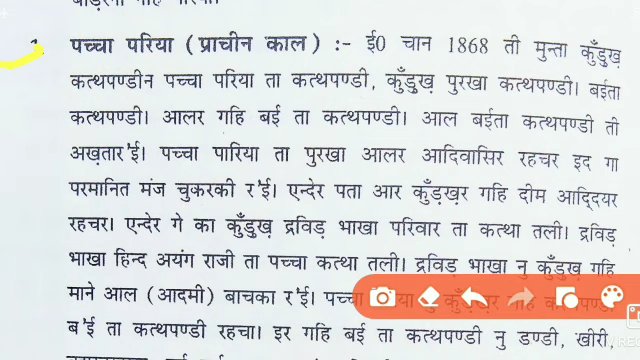 1. पच्चा परिया ( प्राचीन काल ) :- ई0 चान 1868 ती मुन्ता कुँड़ुख़
कत्थपण्डीन पच्चा परिया ता कत्थपण्डी, कुँड़ुख़ पुरखा कत्थपण्डी। बईता
कत्थपण्डी। आलर गहि बई ता कत्थपण्डी। आल बईता कत्थपण्डी ती
अख़तार'ई। पच्चा पारिया ता पुरखा आलर आदिवासिर रहचर इद गा
परमानित मंज चुकरकी र'ई। एन्देर पता आर कुँड़ख़र गहि दीम आद्दियर
रहचर। एन्देर गे का कुँड़ुख़ द्रविड़ भाखा परिवार ता कत्था तली। द्रविड़
भाखा हिन्द अयंग राजी ता पच्चा कत्था तली। द्रविड़ भाखा नु कुँड़ुख़ गहि
माने आल (आदमी) बाचका र'ई। पच्चा
ब'ई ता कत्थपण्डी रहचा। इर गहि बई ता कत्थपण्डी नु डण्डी, खीरी,